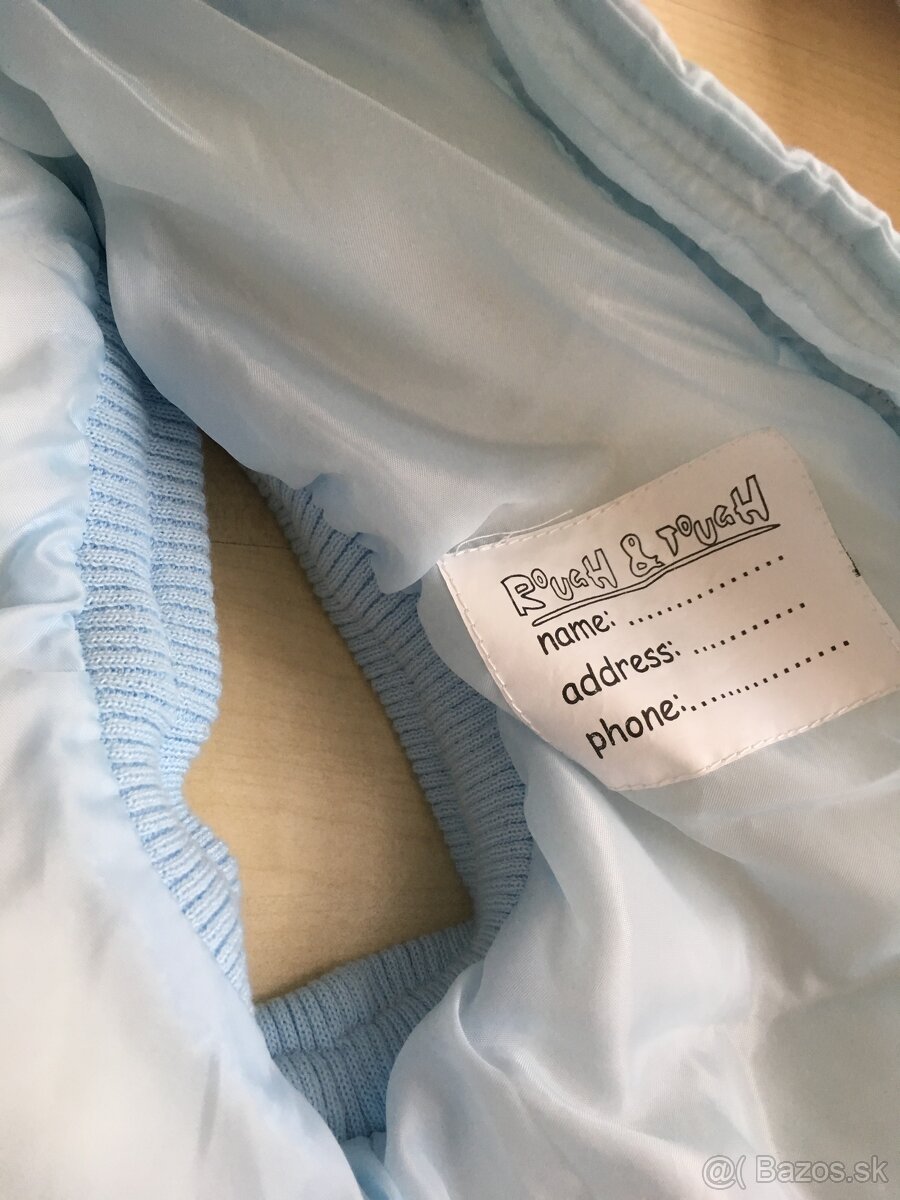 ROUGH & TOUGH
name: ...............
address: ...........
phone:................
@( Bazos.sk